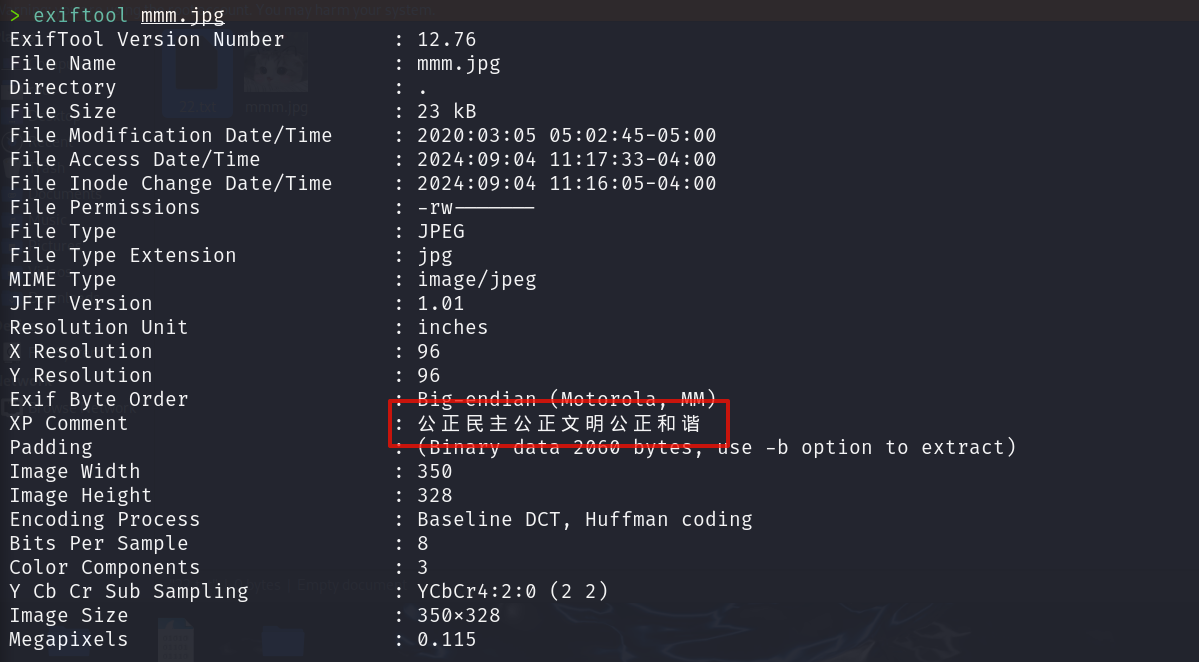 > exiftool mmm.jpg
ExifTool Version Number : 12.76
File Name : mmm.jpg
Directory : .
File Size : 23 kB
File Modification Date/Time : 2020:03:05 05:02:45-05:00
File Access Date/Time : 2024:09:04 11:17:33-04:00
File Inode Change Date/Time : 2024:09:04 11:16:05-04:00
File Permissions : -rw-------
File Type : JPEG
File Type Extension : jpg
MIME Type : image/jpeg
JFIF Version : 1.01
Resolution Unit : inches
X Resolution : 96
Y Resolution : 96
Exif Byte Order : Big-endian (Motorola, MM)
XP Comment : 公正民主公正文明公正和谐
Padding : (Binary data 2060 bytes, use -b option to extract)
Image Width : 350
Image Height : 328
Encoding Process : Baseline DCT, Huffman coding
Bits Per Sample : 8
Color Components : 3
Y Cb Cr Sub Sampling : YCbCr4:2:0 (2 2)
Image Size : 350×328
Megapixels : 0.115